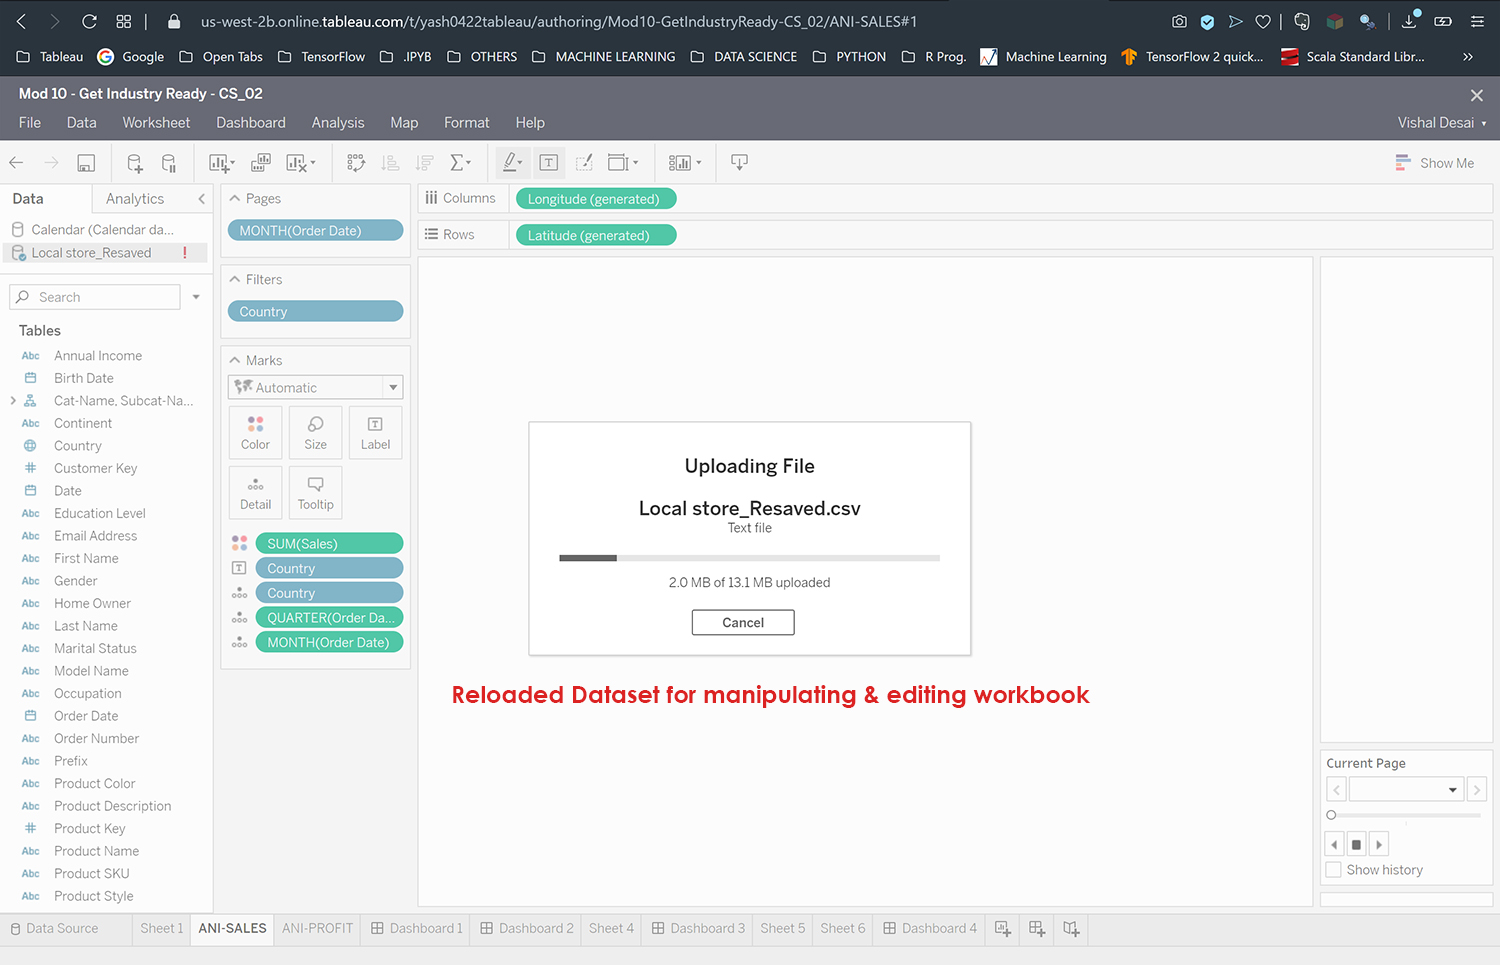 us-west-2b.online.tableau.com/t/yash0422tableau/authoring/Mod10-GetIndustryReady-CS_02/ANI-SALES#1
Tableau Google Open Tabs TensorFlow .IPYB OTHERS MACHINE LEARNING DATA SCIENCE PYTHON R Prog. Machine Learning TensorFlow 2 quick... Scala Standard Libr... »
Mod 10 - Get Industry Ready - CS_02
File Data Worksheet Dashboard Analysis Map Format Help Vishal Desai
Show Me
Data Analytics
Calendar (Calendar da...
Local store_Resaved !
Search
Tables
Abc Annual Income
Birth Date
Cat-Name, Subcat-Na...
Abc Continent
Country
# Customer Key
Date
Abc Education Level
Abc Email Address
Abc First Name
Abc Gender
Abc Home Owner
Abc Last Name
Abc Marital Status
Abc Model Name
Abc Occupation
Order Date
Abc Order Number
Abc Prefix
Abc Product Color
Abc Product Description
# Product Key
Abc Product Name
Abc Product SKU
Abc Product Style
Pages
MONTH(Order Date)
Filters
Country
Marks
Automatic
Color Size Label
Detail Tooltip
SUM(Sales)
Country
Country
QUARTER(Order Da...
MONTH(Order Date)
Columns Longitude (generated)
Rows Latitude (generated)
Uploading File
Local store_Resaved.csv
Text file
2.0 MB of 13.1 MB uploaded
Cancel
Reloaded Dataset for manipulating & editing workbook
Current Page
Show history
Data Source Sheet 1 ANI-SALES ANI-PROFIT Dashboard 1 Dashboard 2 Sheet 4 Dashboard 3 Sheet 5 Sheet 6 Dashboard 4